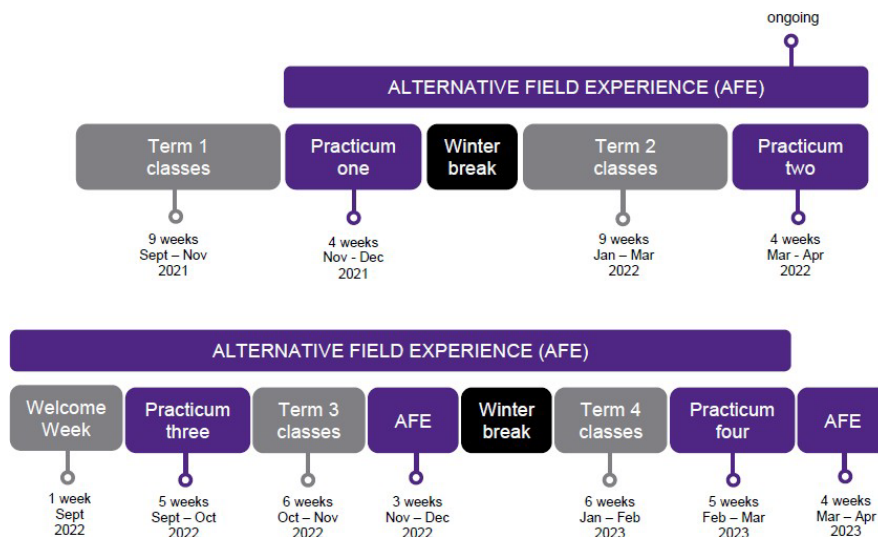 ongoing
ALTERNATIVE FIELD EXPERIENCE (AFE)
Term 1
classes
Practicum
one
Winter
break
Term 2
classes
Practicum
two
9 weeks
Sept – Nov
2021
4 weeks
Nov - Dec
2021
9 weeks
Jan – Mar
2022
4 weeks
Mar - Apr
2022
ALTERNATIVE FIELD EXPERIENCE (AFE)
Welcome
Week
Practicum
three
Term 3
classes
AFE
Winter
break
Term 4
classes
Practicum
four
AFE
1 week
Sept
2022
5 weeks
Sept – Oct
2022
6 weeks
Oct – Nov
2022
3 weeks
Nov – Dec
2022
6 weeks
Jan – Feb
2023
5 weeks
Feb – Mar
2023
4 weeks
Mar – Apr
2023